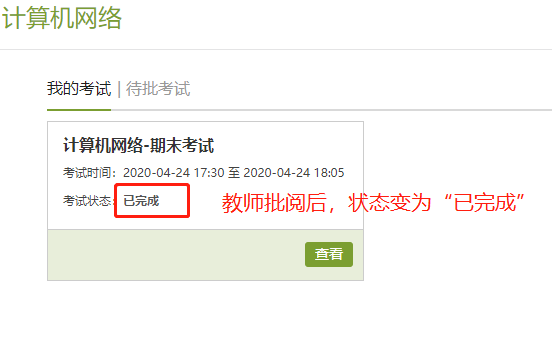 计算机网络
我的考试 | 待批考试
计算机网络-期末考试
考试时间：2020-04-24 17:30 至 2020-04-24 18:05
考试状态：已完成
教师批阅后，状态变为“已完成”
查看